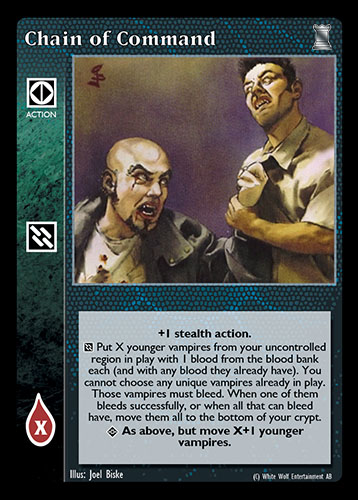 Chain of Command
ACTION
X
+1 stealth action.
Put X younger vampires from your uncontrolled
region in play with 1 blood from the blood bank
each (and with any blood they already have). You
cannot choose any unique vampires already in play.
Those vampires must bleed. When one of them
bleeds successfully, or when all that can bleed
have, move them all to the bottom of your crypt.
As above, but move X+1 younger
vampires.
Illus: Joel Biske
(C) White Wolf Entertainment AB